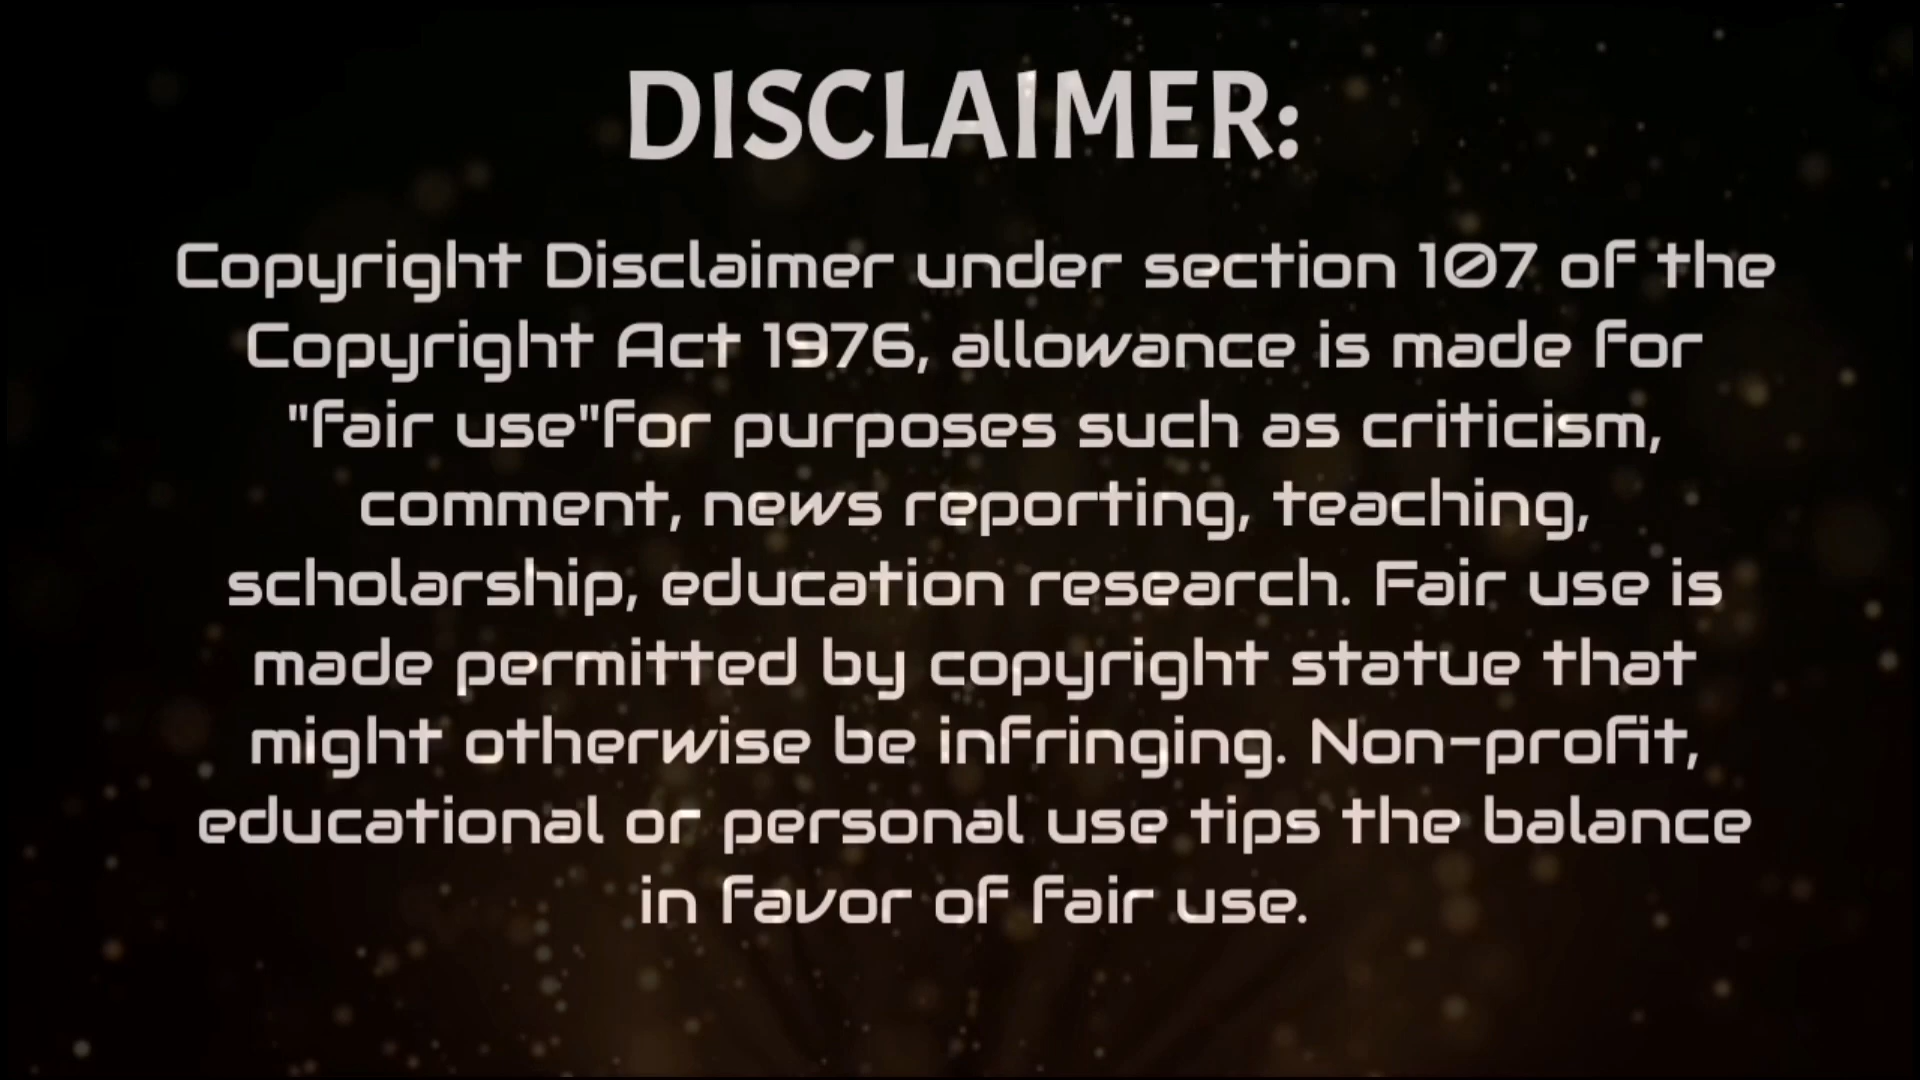 DISCLAIMER:
Copyright Disclaimer under section 107 of the
Copyright Act 1976, allowance is made for
"fair use"for purposes such as criticism,
comment, news reporting, teaching,
scholarship, education research. Fair use is
made permitted by copyright statue that
might otherwise be infringing. Non-profit,
educational or personal use tips the balance
in favor of fair use.